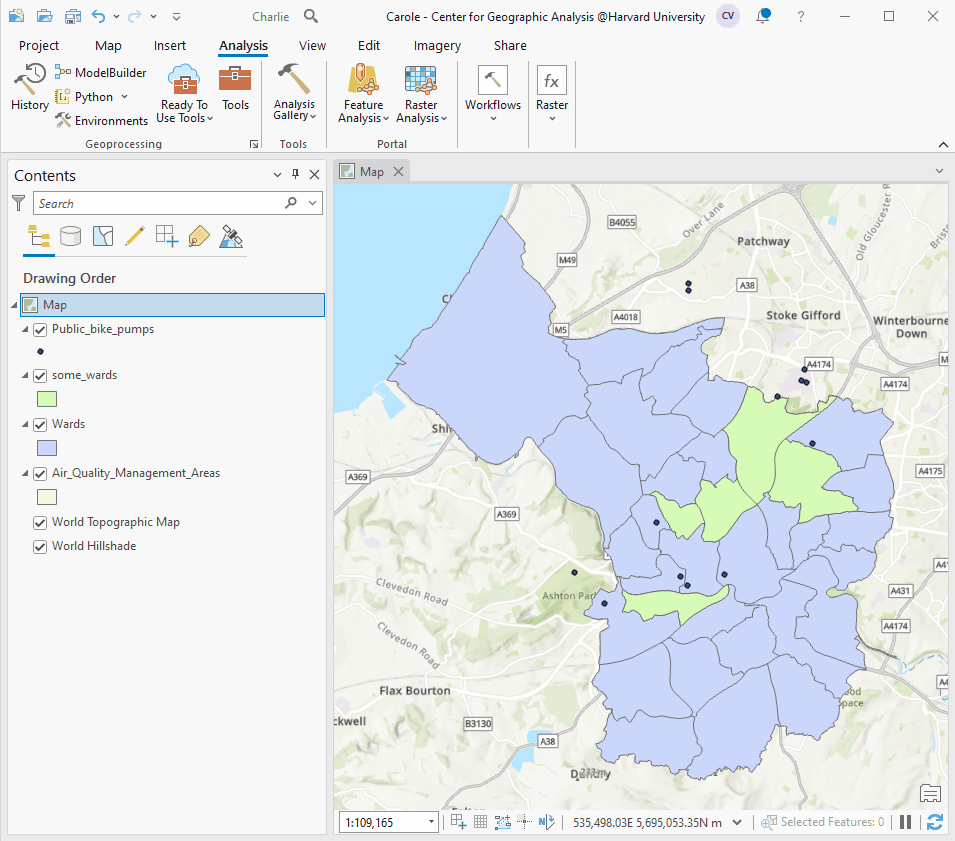 Charlie
Carole - Center for Geographic Analysis @Harvard University
CV
?
Project Map Insert Analysis View Edit Imagery Share
History
ModelBuilder
Python
Environments
Ready To
Use Tools
Tools
Analysis
Gallery
Feature
Analysis
Raster
Analysis
Workflows
fx
Raster
Geoprocessing
Tools
Portal
Contents
Search
Drawing Order
Map
Public_bike_pumps
some_wards
Wards
Air_Quality_Management_Areas
World Topographic Map
World Hillshade
Map
B4055
Over Lane
Old Gloucester R
Patchway
M49
A38
A4018
Stoke Gifford
M5
Winterbourne
Down
A4174
A4174
A369
A4175
A369
Clevedon Road
Ashton Par
A431
A4174
Clevedon Road
Flax Bourton
Space
ckwell
B3130
A38
Dundry
1:109,165
535,498.03E 5,695,053.35N m
Selected Features: 0